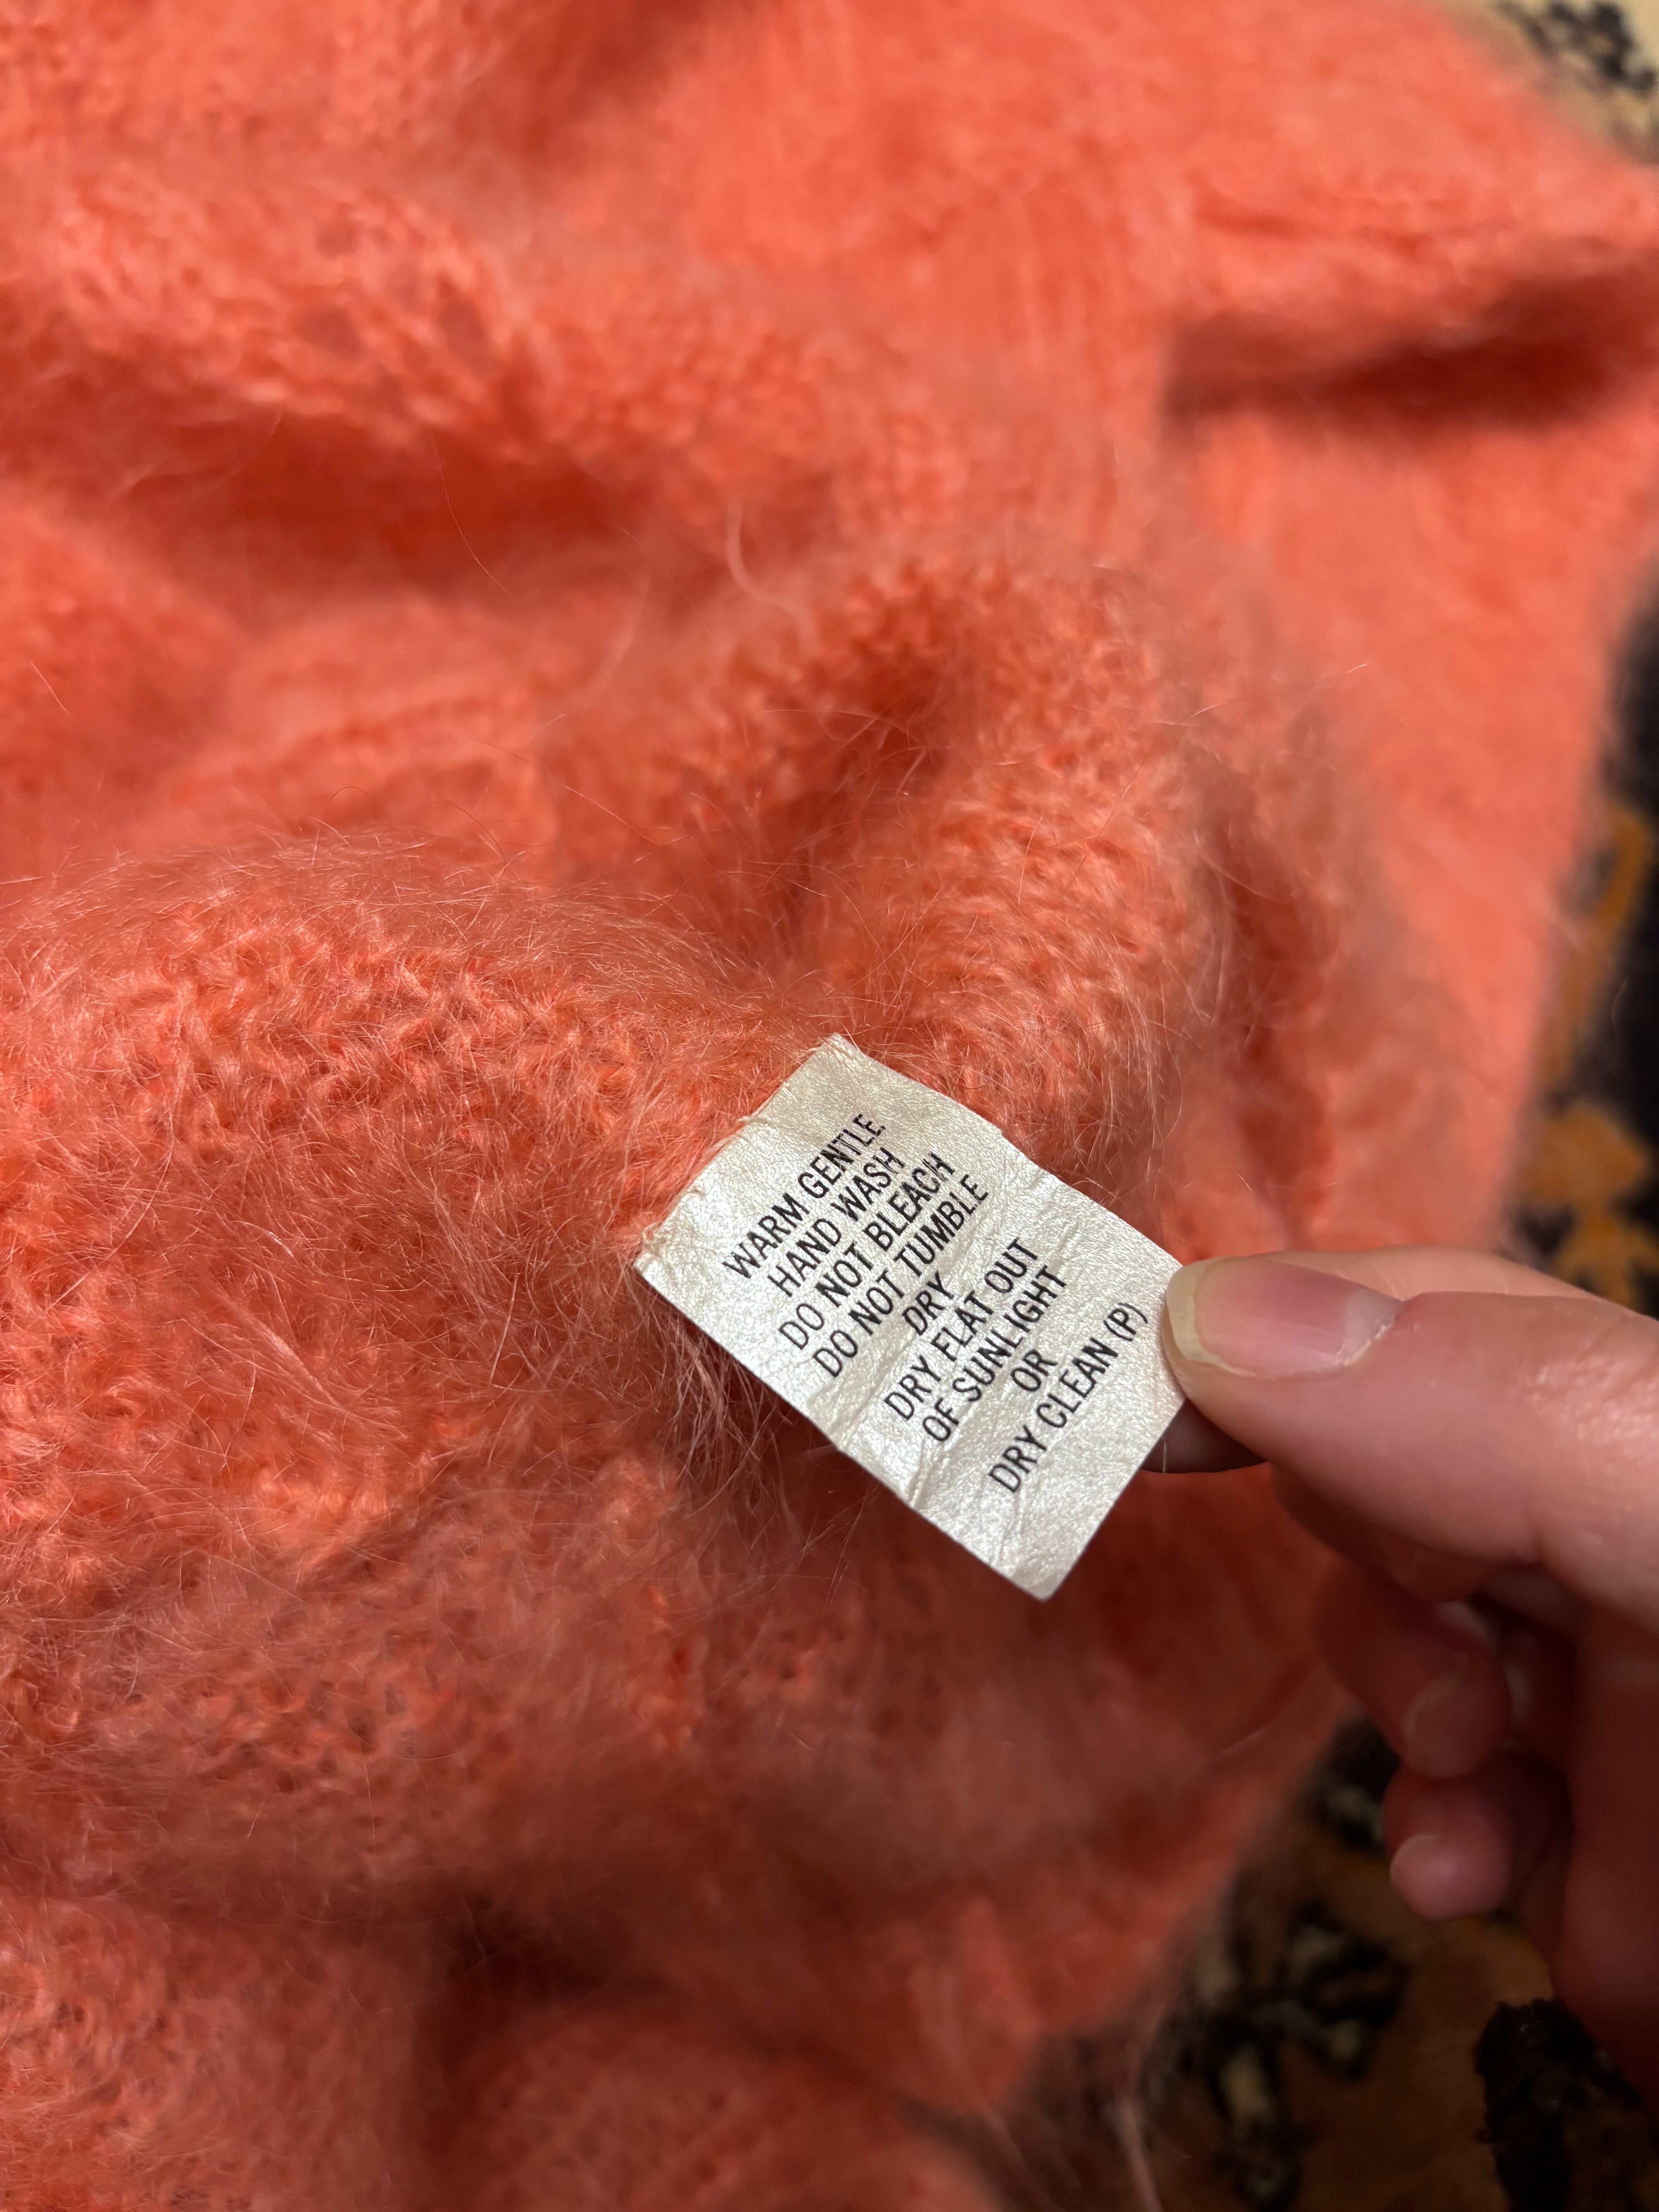 WARM GENTLE.
HAND WASH
DO NOT BLEACH
DO NOT TUMBLE
DRY
DRY FLAT OUT
OF SUNLIGHT
OR
DRY CLEAN (P)